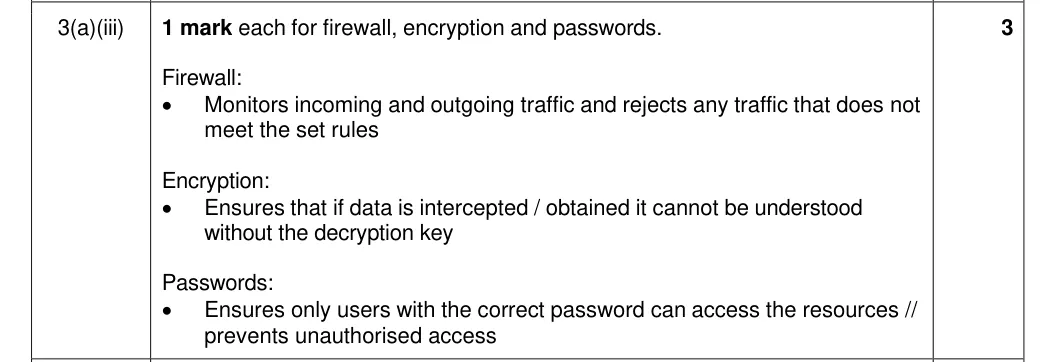 3(a)(iii) 1 mark each for firewall, encryption and passwords. 3
Firewall:
• Monitors incoming and outgoing traffic and rejects any traffic that does not
meet the set rules
Encryption:
• Ensures that if data is intercepted / obtained it cannot be understood
without the decryption key
Passwords:
• Ensures only users with the correct password can access the resources //
prevents unauthorised access